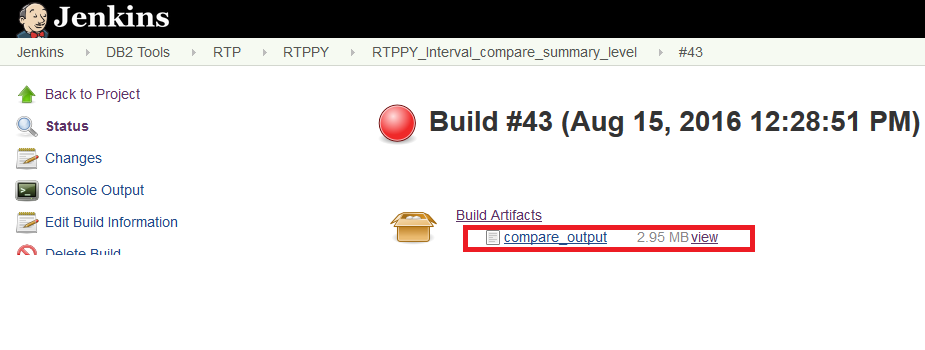 Jenkins
Jenkins DB2 Tools RTP RTPPY RTPPY_Interval_compare_summary_level #43
Back to Project
Status
Changes
Console Output
Edit Build Information
Delete Build
Build #43 (Aug 15, 2016 12:28:51 PM)
Build Artifacts
compare_output 2.95 MB view